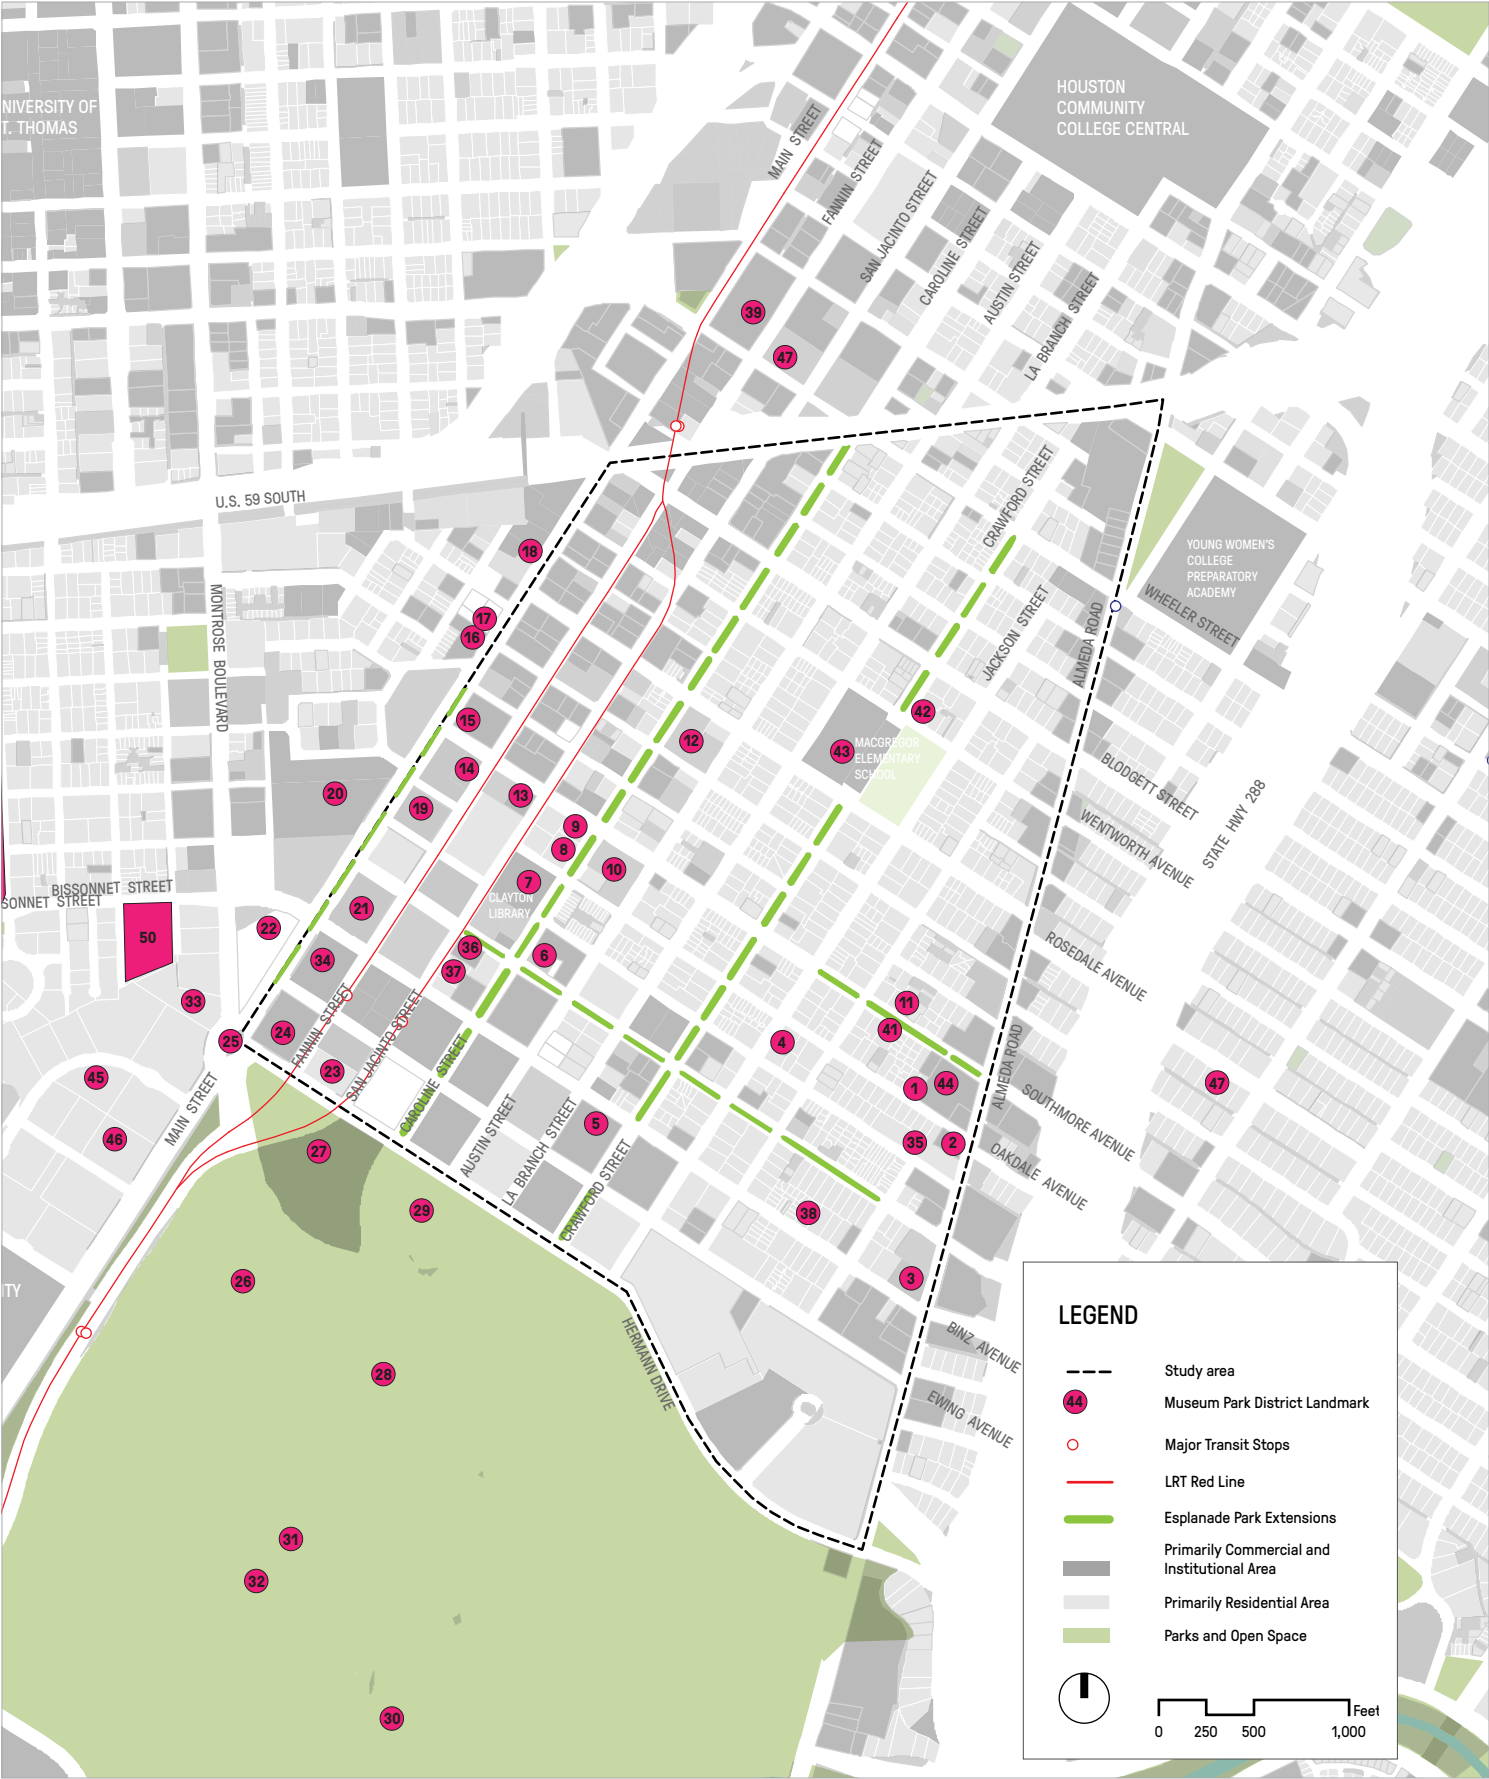 HOUSTON
COMMUNITY
COLLEGE CENTRAL
NIVERSITY OF
T. THOMAS
MAIN STREET
FANNIN STREET
SAN JACINTO STREET
CAROLINE STREET
AUSTIN STREET
LA BRANCH STREET
39
47
U.S. 59 SOUTH
CRAWFORD STREET
18
YOUNG WOMEN'S
COLLEGE
PREPARATORY
ACADEMY
WHEELER STREET
MONTROSE BOULEVARD
JACKSON STREET
ALMEDA ROAD
17
16
15
42
12
43
MACGREGOR
ELEMENTARY
SCHOOL
14
20
13
19
BLODGETT STREET
WENTWORTH AVENUE
STATE HWY 288
9
8
10
7
CLAYTON
LIBRARY
BISSONNET STREET
SONNET STREET
21
22
50
36
6
34
37
ROSEDALE AVENUE
33
11
41
24
25
4
FANNIN STREET
SAN JACINTO STREET
23
CAROLINE STREET
45
1
44
47
ALMEDA ROAD
SOUTHMORE AVENUE
MAIN STREET
46
27
AUSTIN STREET
LA BRANCH STREET
5
35
2
OAKDALE AVENUE
CRAWFORD STREET
29
38
26
3
ITY
HERMANN DRIVE
BINZ AVENUE
EWING AVENUE
28
31
32
30
LEGEND
Study area
44
Museum Park District Landmark
Major Transit Stops
LRT Red Line
Esplanade Park Extensions
Primarily Commercial and
Institutional Area
Primarily Residential Area
Parks and Open Space
Feet
0 250 500 1,000